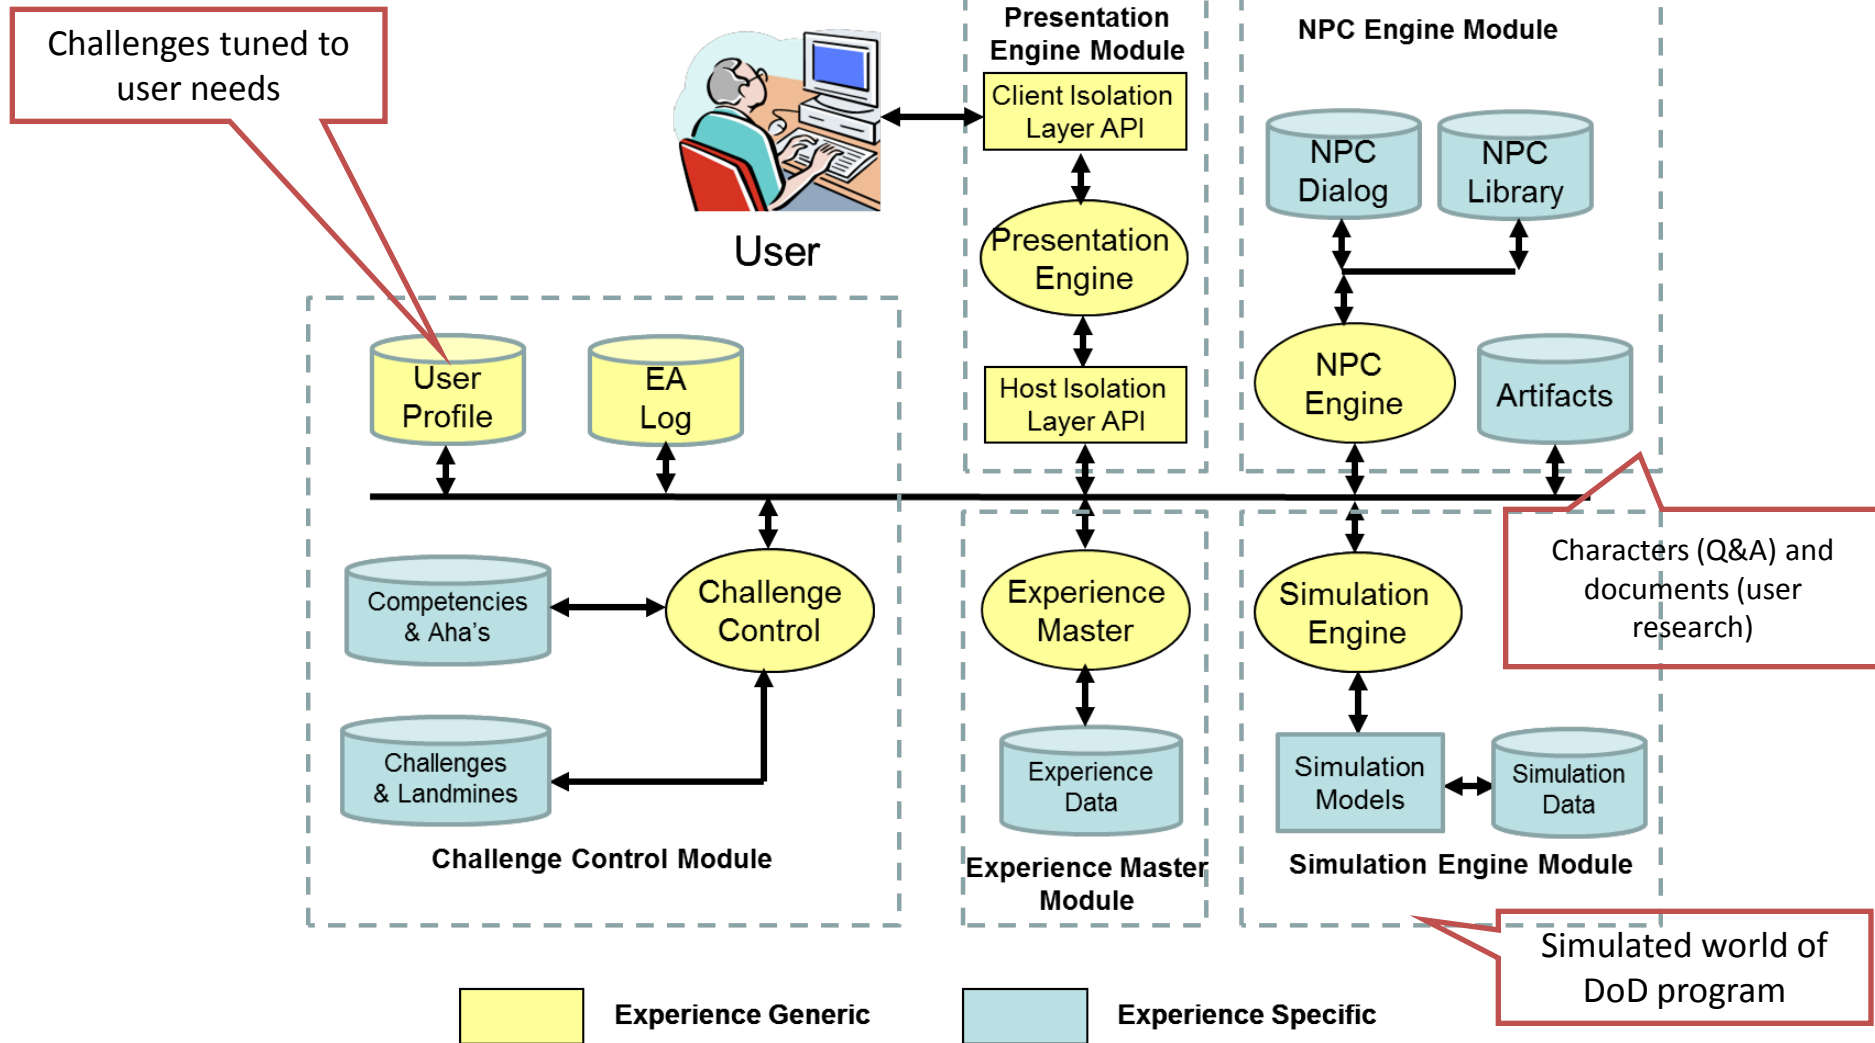 Challenges tuned to
user needs
User
Presentation
Engine Module
Client Isolation
Layer API
Presentation
Engine
Host Isolation
Layer API
NPC Engine Module
NPC
Dialog
NPC
Library
NPC
Engine
Artifacts
User
Profile
EA
Log
Competencies
& Aha's
Challenge
Control
Challenges
& Landmines
Challenge Control Module
Experience
Master
Experience
Data
Experience Master
Module
Simulation
Engine
Simulation
Models
Simulation
Data
Simulation Engine Module
Characters (Q&A) and
documents (user
research)
Simulated world of
DoD program
Experience Generic
Experience Specific